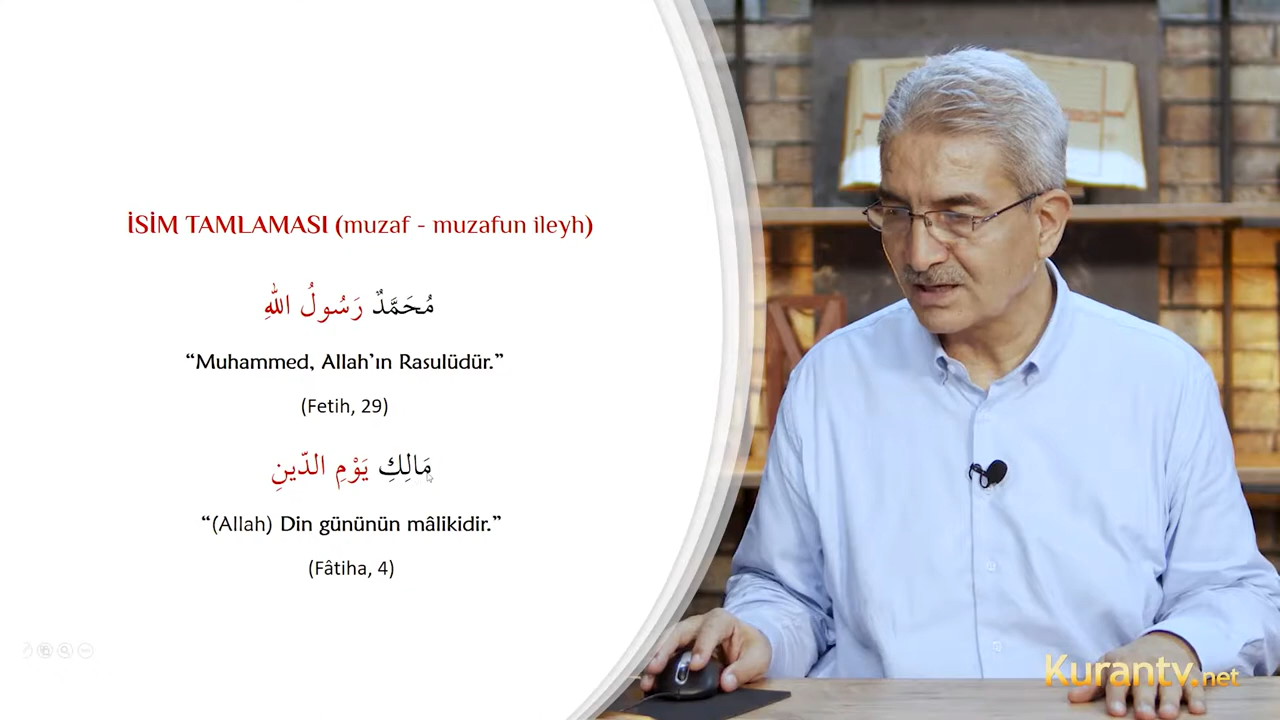 İSİM TAMLAMASI (muzaf - muzafun ileyh)
مُحَمَّدٌ رَسُولُ اللّٰهِ
“Muhammed, Allah’ın Rasulüdür.”
(Fetih, 29)
مَالِكِ يَوْمِ الدّ۪ينِ
“(Allah) Din gününün mâlikidir.”
(Fâtiha, 4)
Kurantv.net